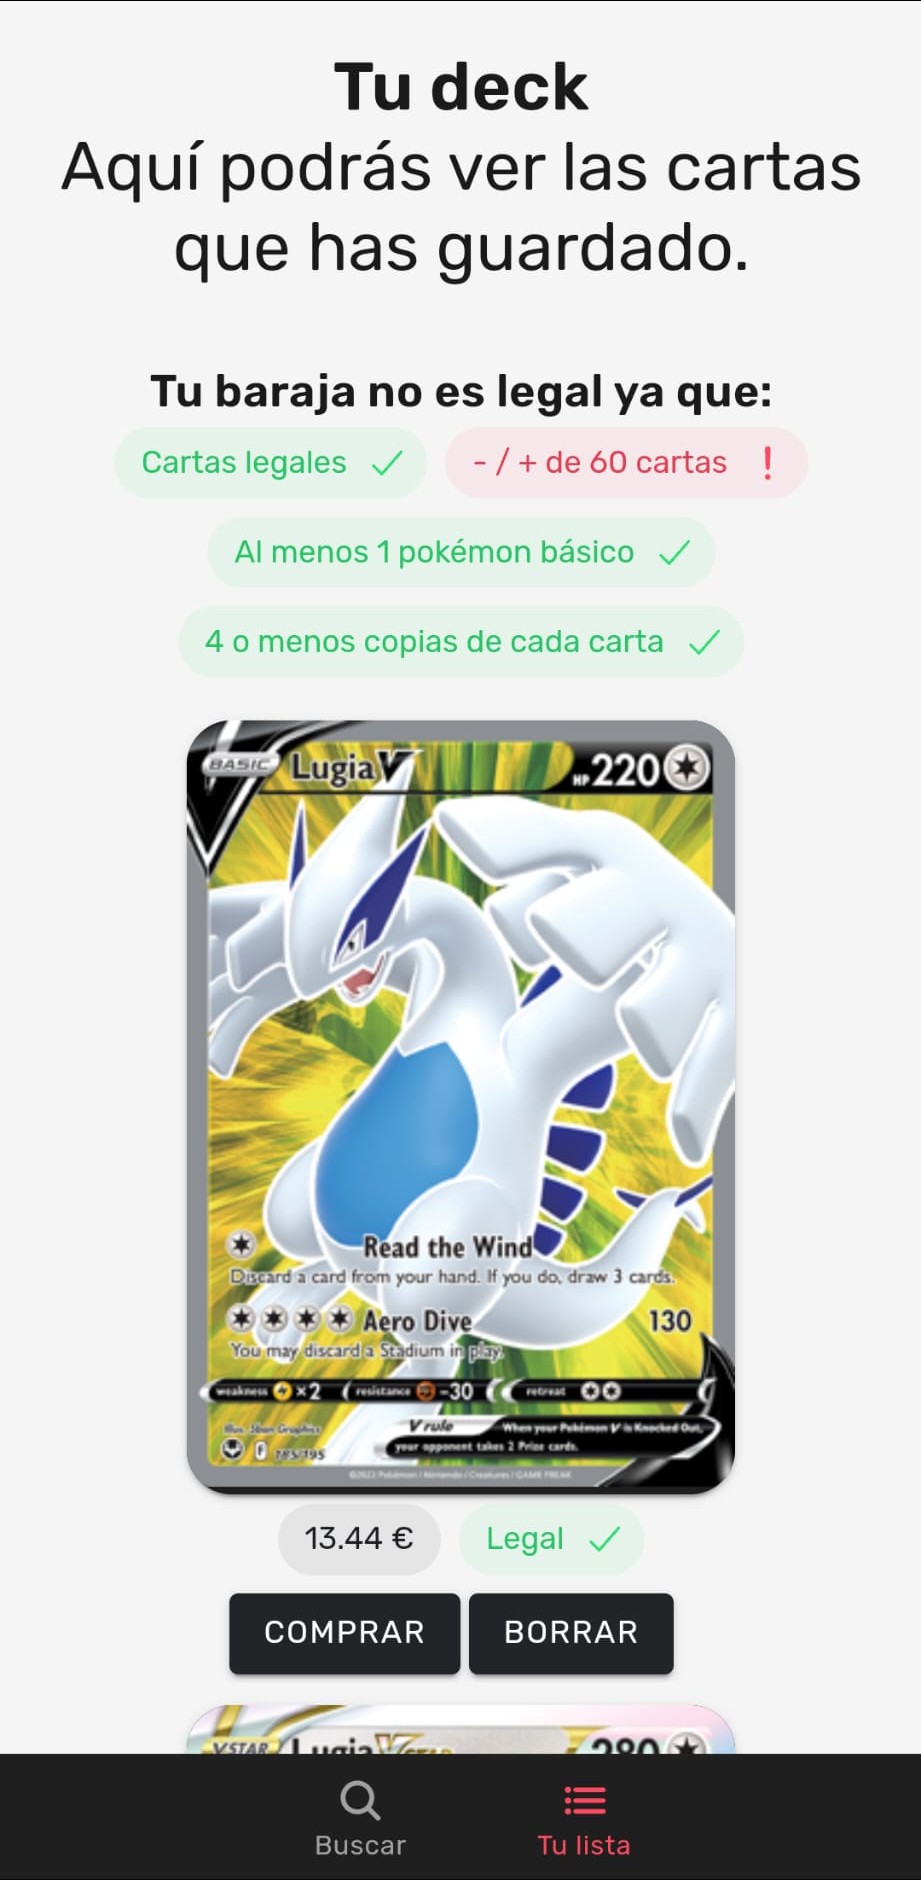 Tu deck
Aquí podrás ver las cartas
que has guardado.
Tu baraja no es legal ya que:
Cartas legales
- / + de 60 cartas
Al menos 1 pokémon básico
4 o menos copias de cada carta
BASIC Lugia V HP 220
Read the Wind
Discard a card from your hand. If you do, draw 3 cards.
Aero Dive 130
You may discard a Stadium in play.
weakness ×2 resistance -30 retreat
V rule When your Pokémon V is Knocked Out,
your opponent takes 2 Prize cards.
F
©2022 Pokémon / Nintendo / Creatures / GAME FREAK
13.44 €
Legal
COMPRAR BORRAR
VSTAR Lugia VSTAR 280
Buscar Tu lista